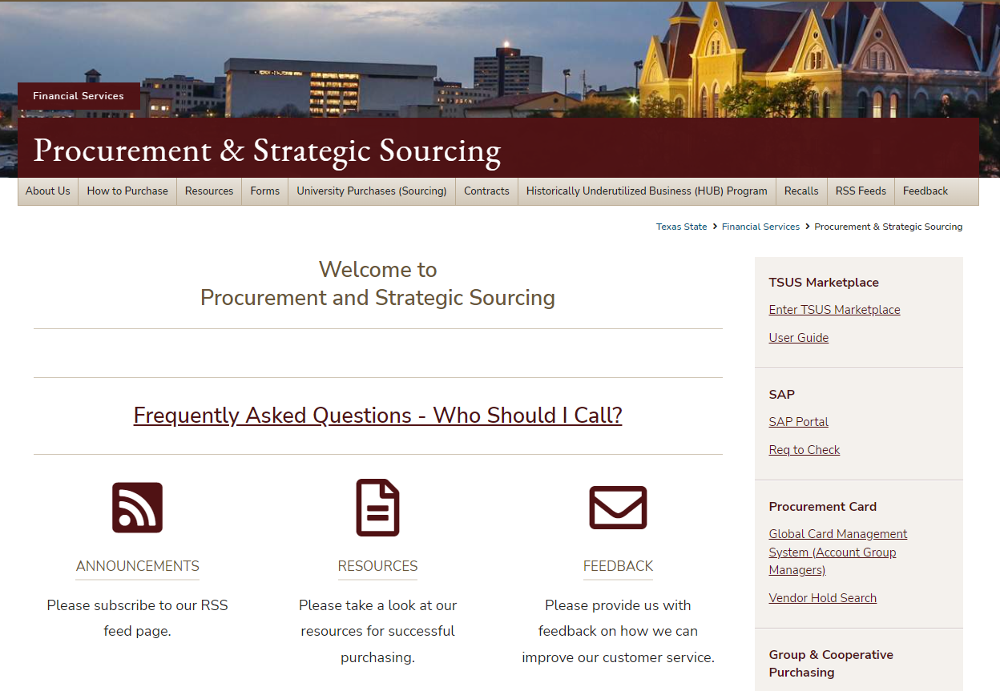 Financial Services
Procurement & Strategic Sourcing
About Us
How to Purchase
Resources
Forms
University Purchases (Sourcing)
Contracts
Historically Underutilized Business (HUB) Program
Recalls
RSS Feeds
Feedback
Texas State > Financial Services > Procurement & Strategic Sourcing
Welcome to
Procurement and Strategic Sourcing
Frequently Asked Questions - Who Should I Call?
ANNOUNCEMENTS
Please subscribe to our RSS
feed page.
RESOURCES
Please take a look at our
resources for successful
purchasing.
FEEDBACK
Please provide us with
feedback on how we can
improve our customer service.
TSUS Marketplace
Enter TSUS Marketplace
User Guide
SAP
SAP Portal
Req to Check
Procurement Card
Global Card Management
System (Account Group
Managers)
Vendor Hold Search
Group & Cooperative
Purchasing